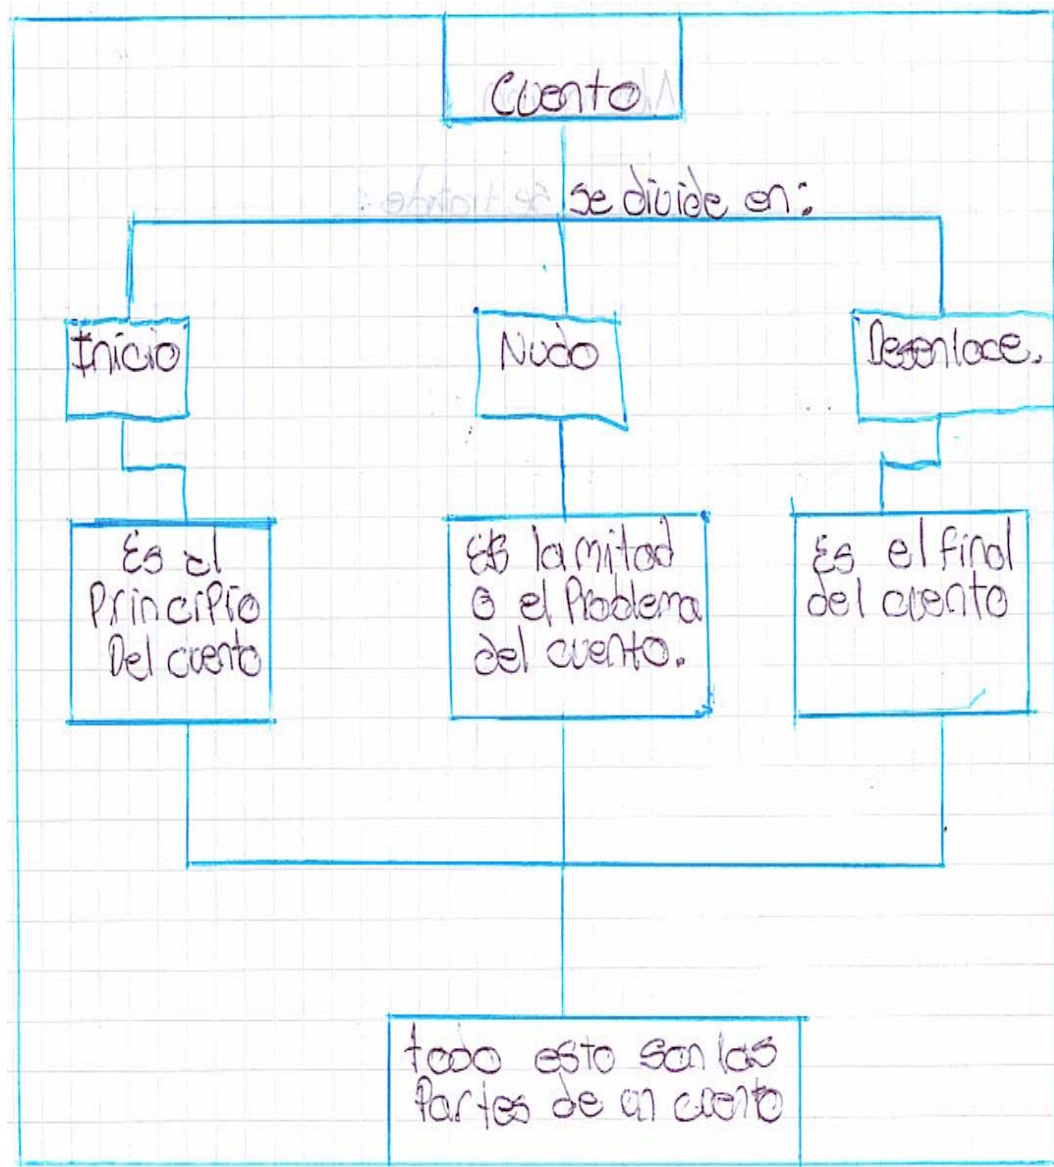 Cuento
se divide en:
Inicio
Nudo
Desenlace.
Es el
Principio
Del cuento
Es la mitad
o el Problema
del cuento.
Es el final
del cuento
todo esto son las
Partes de un cuento